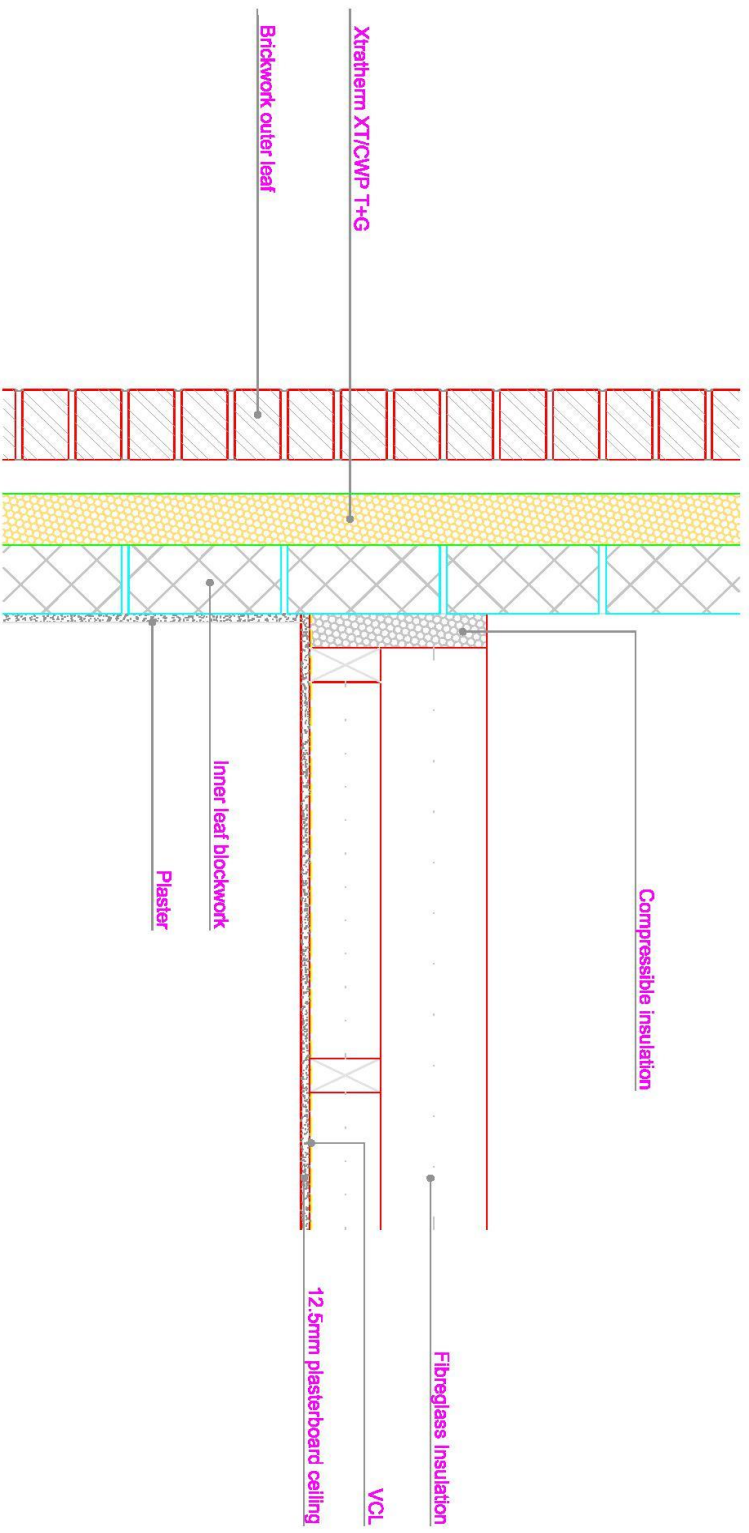 Xtratherm XT/CWP T+G
Brickwork outer leaf
Compressible insulation
Inner leaf blockwork
Plaster
Fibreglass Insulation
VCL
12.5mm plasterboard ceiling